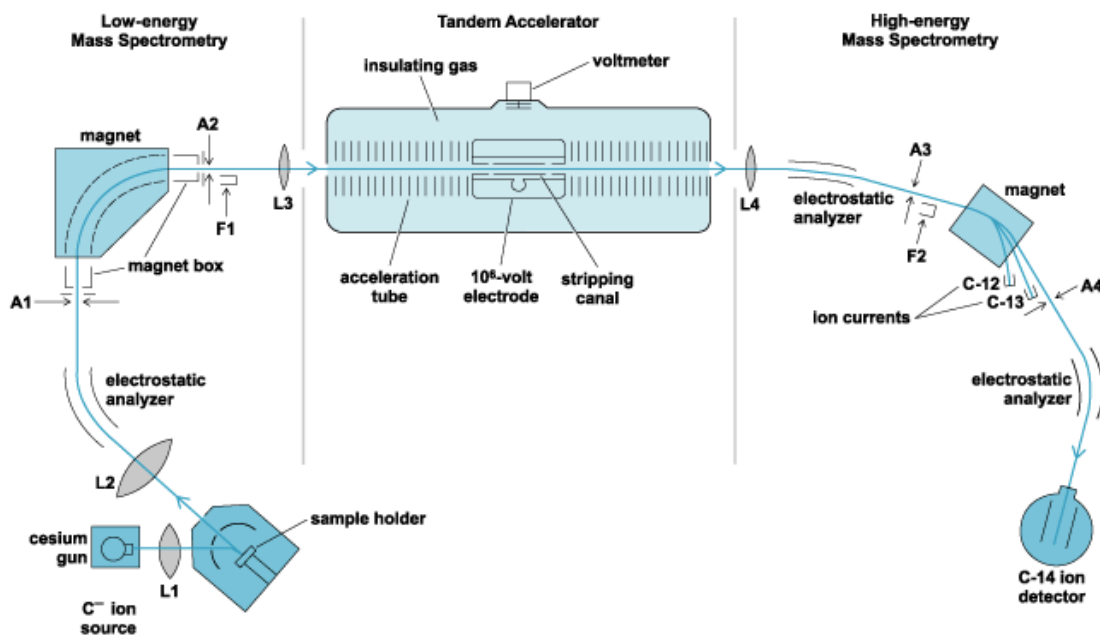 Low-energy
Mass Spectrometry
Tandem Accelerator
High-energy
Mass Spectrometry
insulating gas
voltmeter
magnet
A2
L3
F1
magnet box
A1
acceleration
tube
10⁶-volt
electrode
stripping
canal
L4
electrostatic
analyzer
A3
magnet
F2
C-12
C-13
A4
ion currents
electrostatic
analyzer
electrostatic
analyzer
L2
sample holder
cesium
gun
L1
C⁻ ion
source
C-14 ion
detector